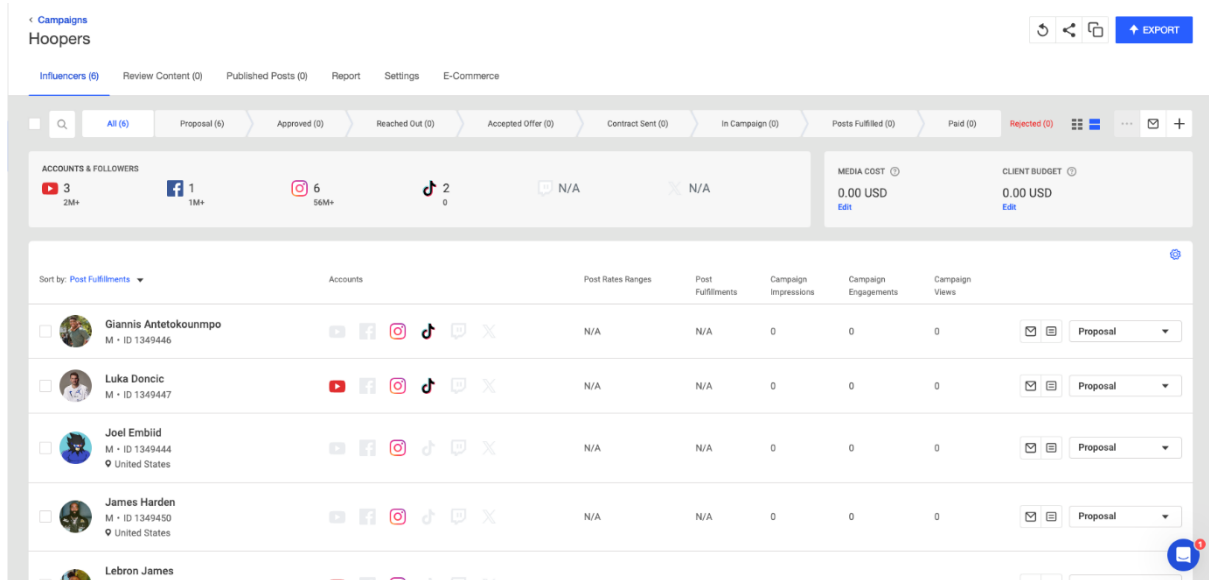 ‹ Campaigns
Hoopers
EXPORT
Influencers (6) Review Content (0) Published Posts (0) Report Settings E-Commerce
All (6) Proposal (6) Approved (0) Reached Out (0) Accepted Offer (0) Contract Sent (0) In Campaign (0) Posts Fulfilled (0) Paid (0) Rejected (0)
ACCOUNTS & FOLLOWERS
3 1 6 2 N/A N/A
2M+ 1M+ 56M+ 0
MEDIA COST CLIENT BUDGET
0.00 USD 0.00 USD
Edit Edit
Sort by: Post Fulfillments Accounts Post Rates Ranges Post Campaign Campaign Campaign
Fulfillments Impressions Engagements Views
Giannis Antetokounmpo
M • ID 1349446
N/A N/A 0 0 0 Proposal
Luka Doncic
M • ID 1349447
N/A N/A 0 0 0 Proposal
Joel Embiid
M • ID 1349444
United States
N/A N/A 0 0 0 Proposal
James Harden
M • ID 1349450
United States
N/A N/A 0 0 0 Proposal
Lebron James
1